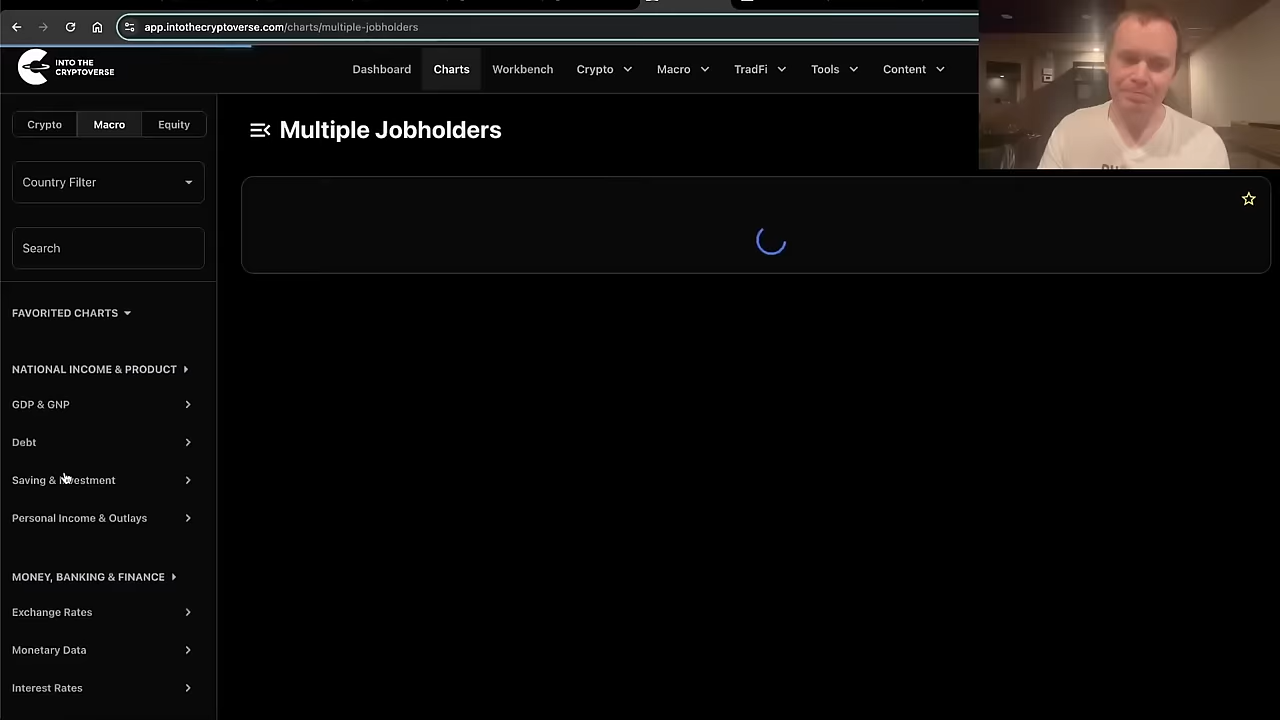 app.intothecryptoverse.com/charts/multiple-jobholders
INTO THE
CRYPTOVERSE
Dashboard
Charts
Workbench
Crypto
Macro
TradFi
Tools
Content
Crypto
Macro
Equity
Multiple Jobholders
Country Filter
Search
FAVORITED CHARTS
NATIONAL INCOME & PRODUCT
GDP & GNP
Debt
Saving & Investment
Personal Income & Outlays
MONEY, BANKING & FINANCE
Exchange Rates
Monetary Data
Interest Rates